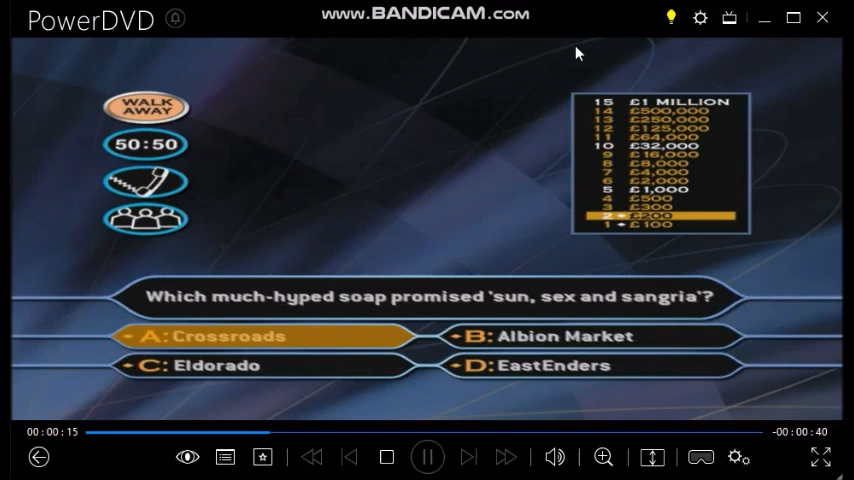 PowerDVD
www.BANDICAM.com
WALK
AWAY
50:50
15 £1 MILLION
14 £500,000
13 £250,000
12 £125,000
11 £64,000
10 £32,000
9 £16,000
8 £8,000
7 £4,000
6 £2,000
5 £1,000
4 £500
3 £300
2 £200
1 £100
Which much-hyped soap promised 'sun, sex and sangria'?
A: Crossroads
B: Albion Market
C: Eldorado
D: EastEnders
00:00:15
-00:00:40